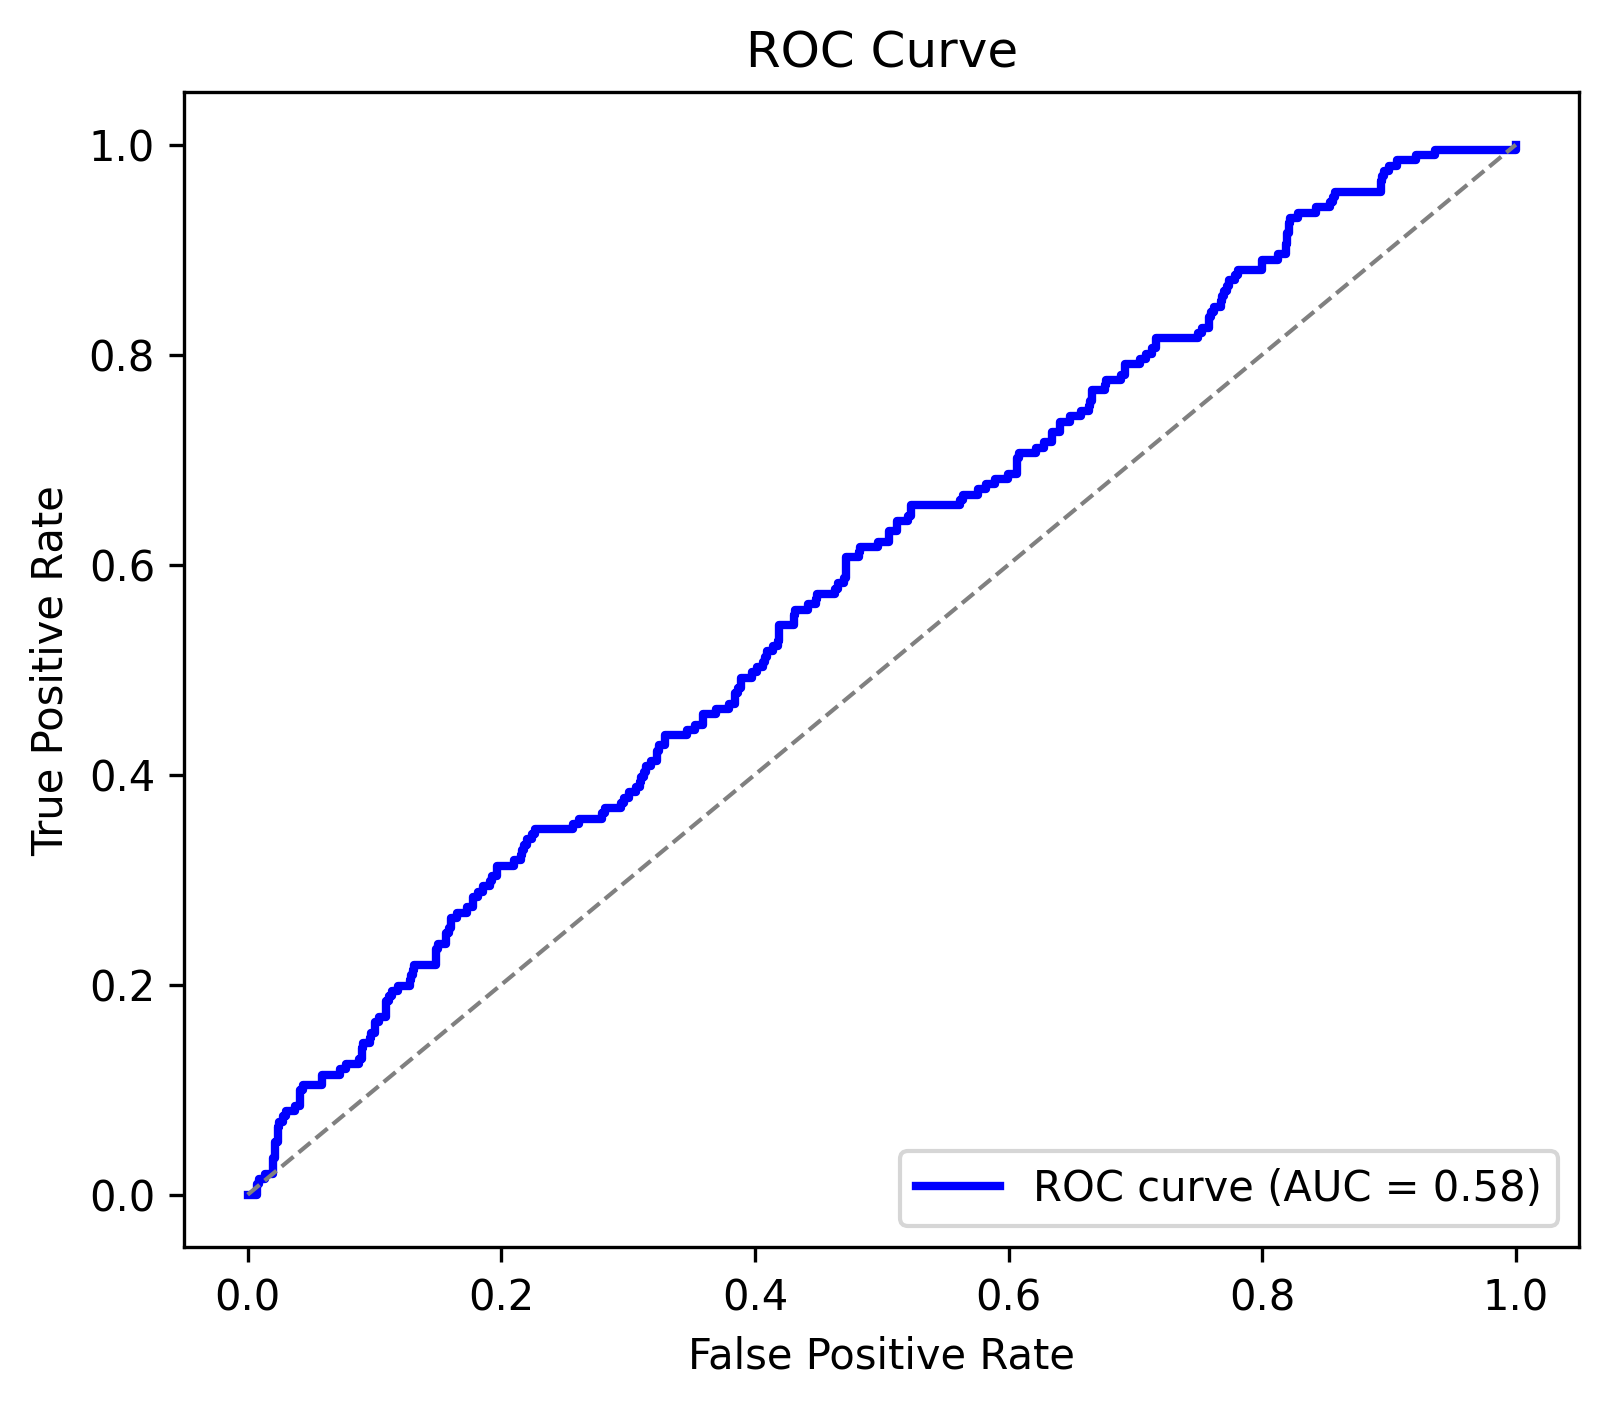 ROC Curve
1.0
0.8
0.6
0.4
0.2
0.0
True Positive Rate
ROC curve (AUC = 0.58)
0.0 0.2 0.4 0.6 0.8 1.0
False Positive Rate